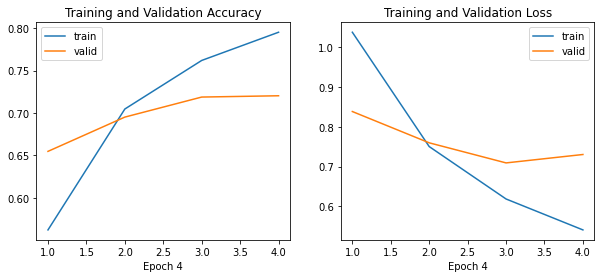 Training and Validation Accuracy
train
valid
0.80
0.75
0.70
0.65
0.60
1.0 1.5 2.0 2.5 3.0 3.5 4.0
Epoch 4
Training and Validation Loss
train
valid
1.0
0.9
0.8
0.7
0.6
1.0 1.5 2.0 2.5 3.0 3.5 4.0
Epoch 4